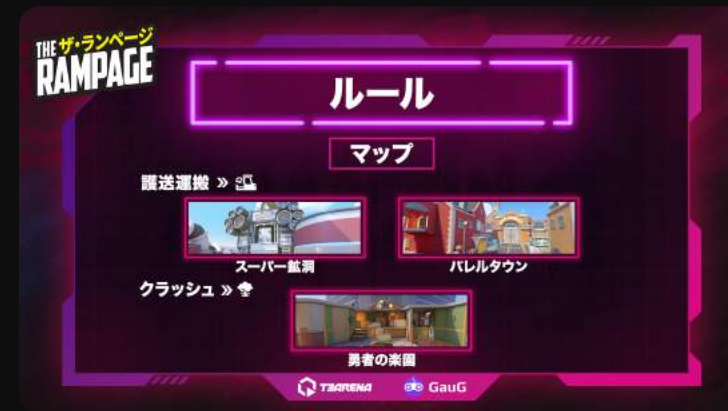 THE ザ・ランページ
RAMPAGE
ルール
マップ
護送運搬 »
スーパー鉱洞
バレルタウン
クラッシュ »
勇者の楽園
T3ARENA
GauG